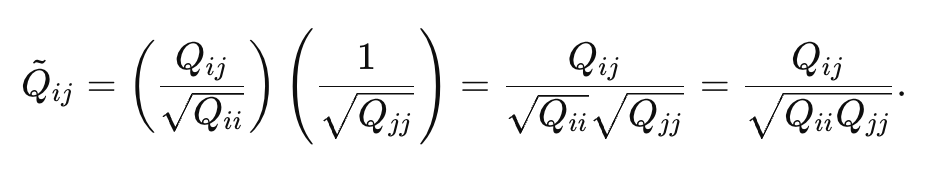 $$\tilde{Q}_{ij} = \left( \frac{Q_{ij}}{\sqrt{Q_{ii}}} \right) \left( \frac{1}{\sqrt{Q_{jj}}} \right) = \frac{Q_{ij}}{\sqrt{Q_{ii}}\sqrt{Q_{jj}}} = \frac{Q_{ij}}{\sqrt{Q_{ii}Q_{jj}}}.$$